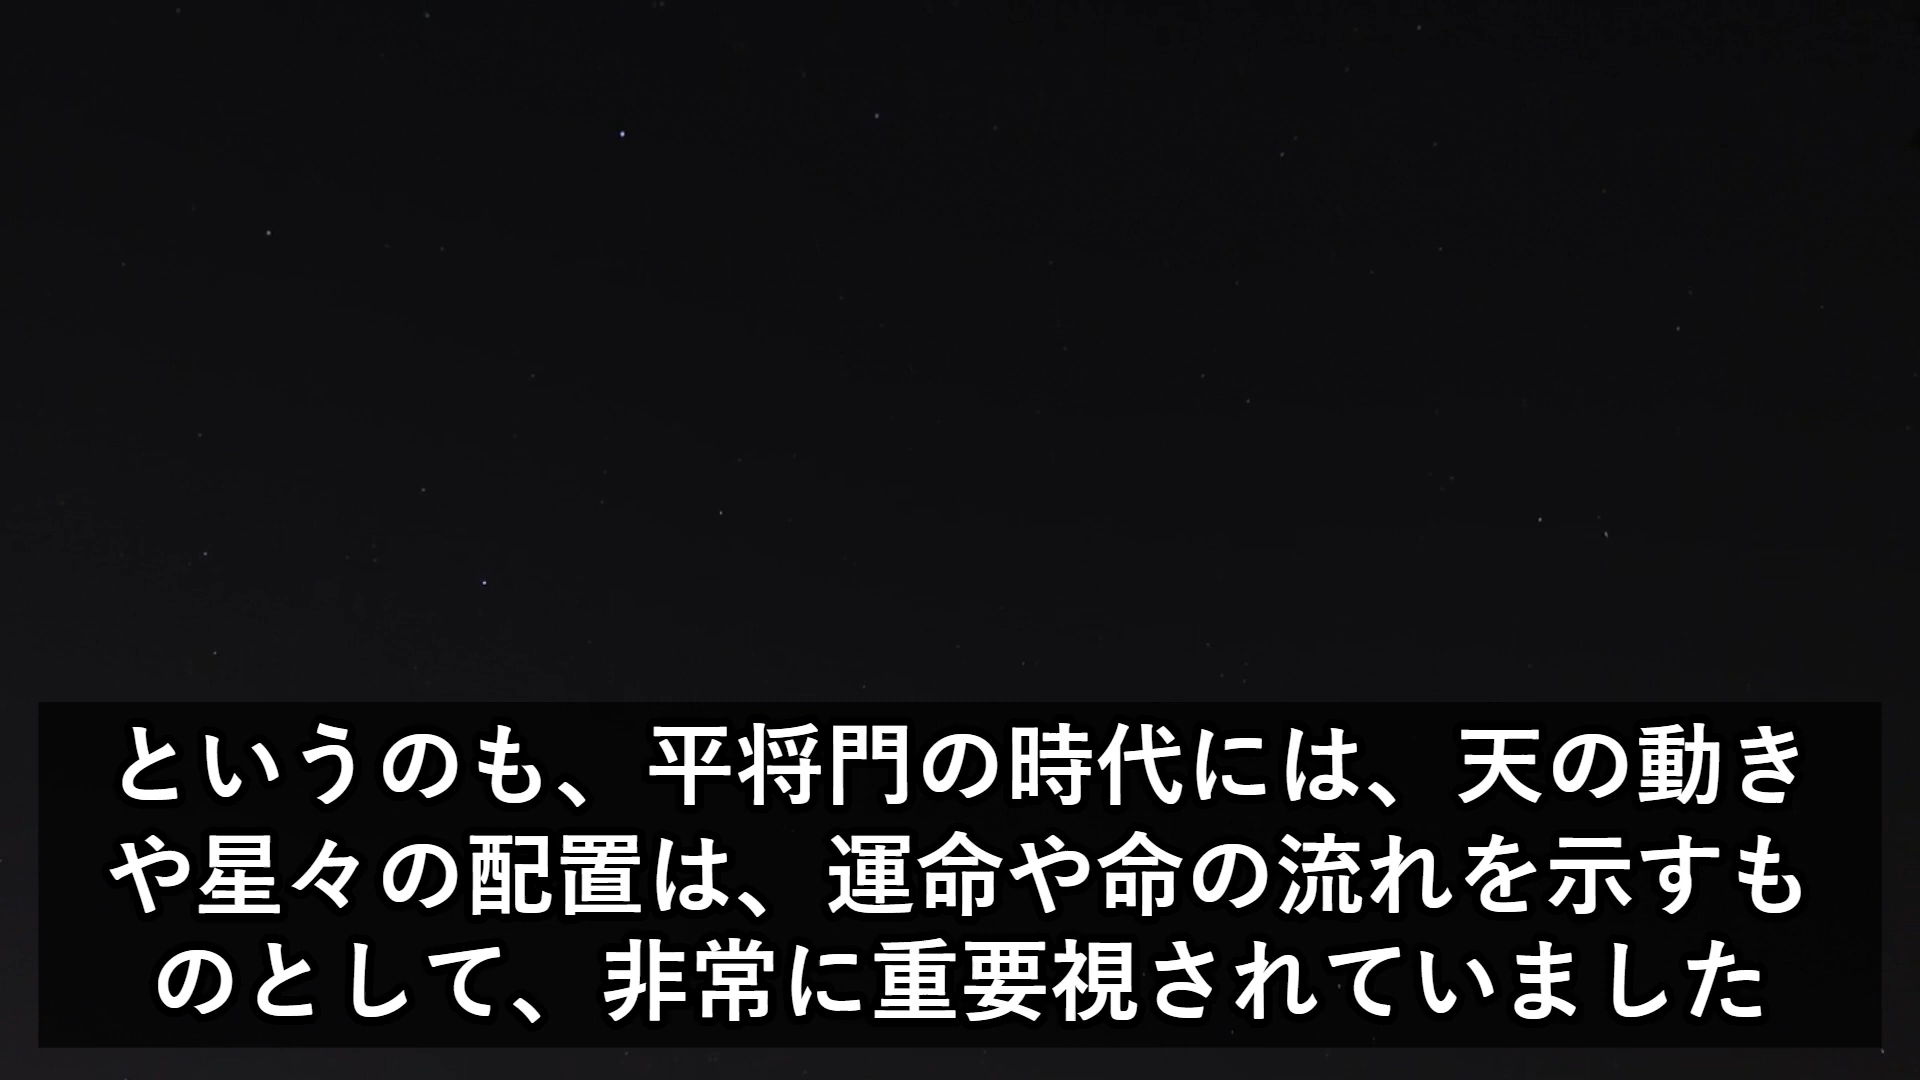 というのも、平将門の時代には、天の動き
や星々の配置は、運命や命の流れを示すも
のとして、非常に重要視されていました